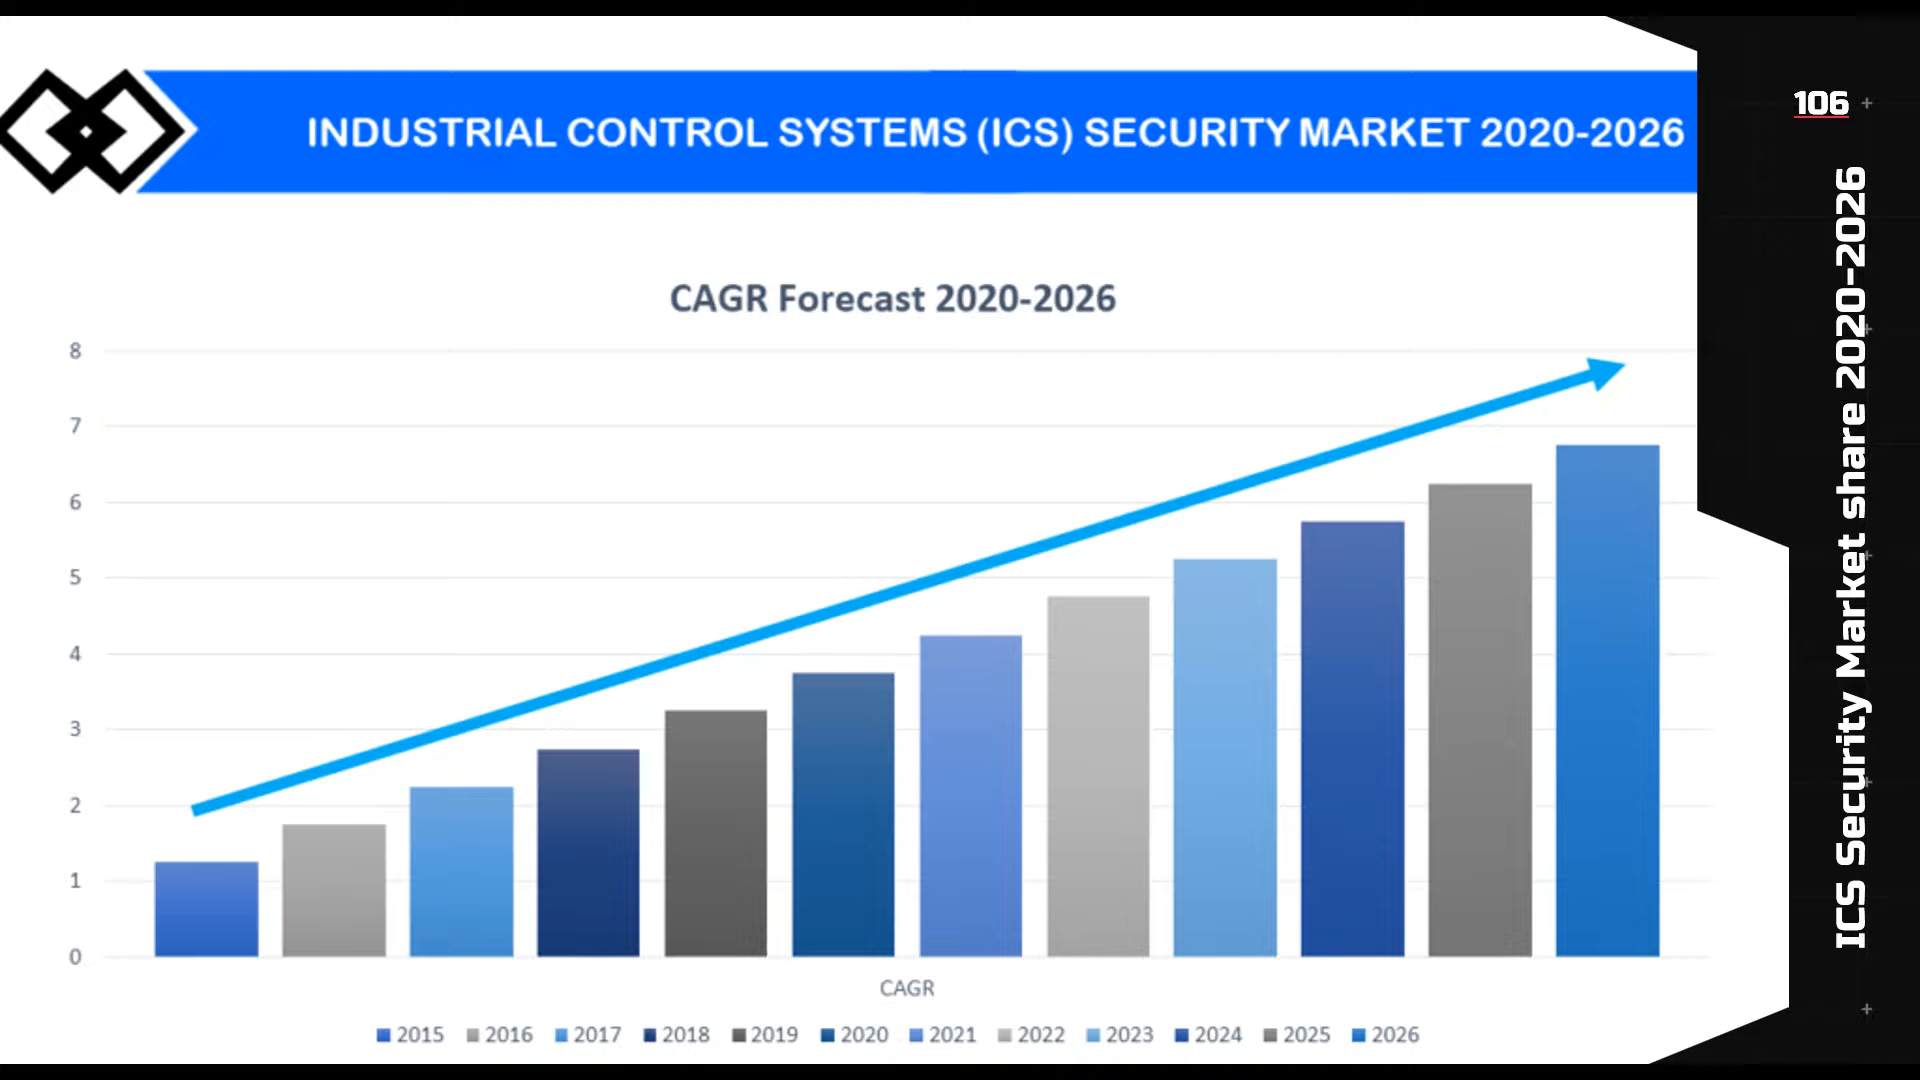 INDUSTRIAL CONTROL SYSTEMS (ICS) SECURITY MARKET 2020-2026
106
ICS Security Market share 2020-2026
CAGR Forecast 2020-2026
8
7
6
5
4
3
2
1
0
CAGR
2015 2016 2017 2018 2019 2020 2021 2022 2023 2024 2025 2026